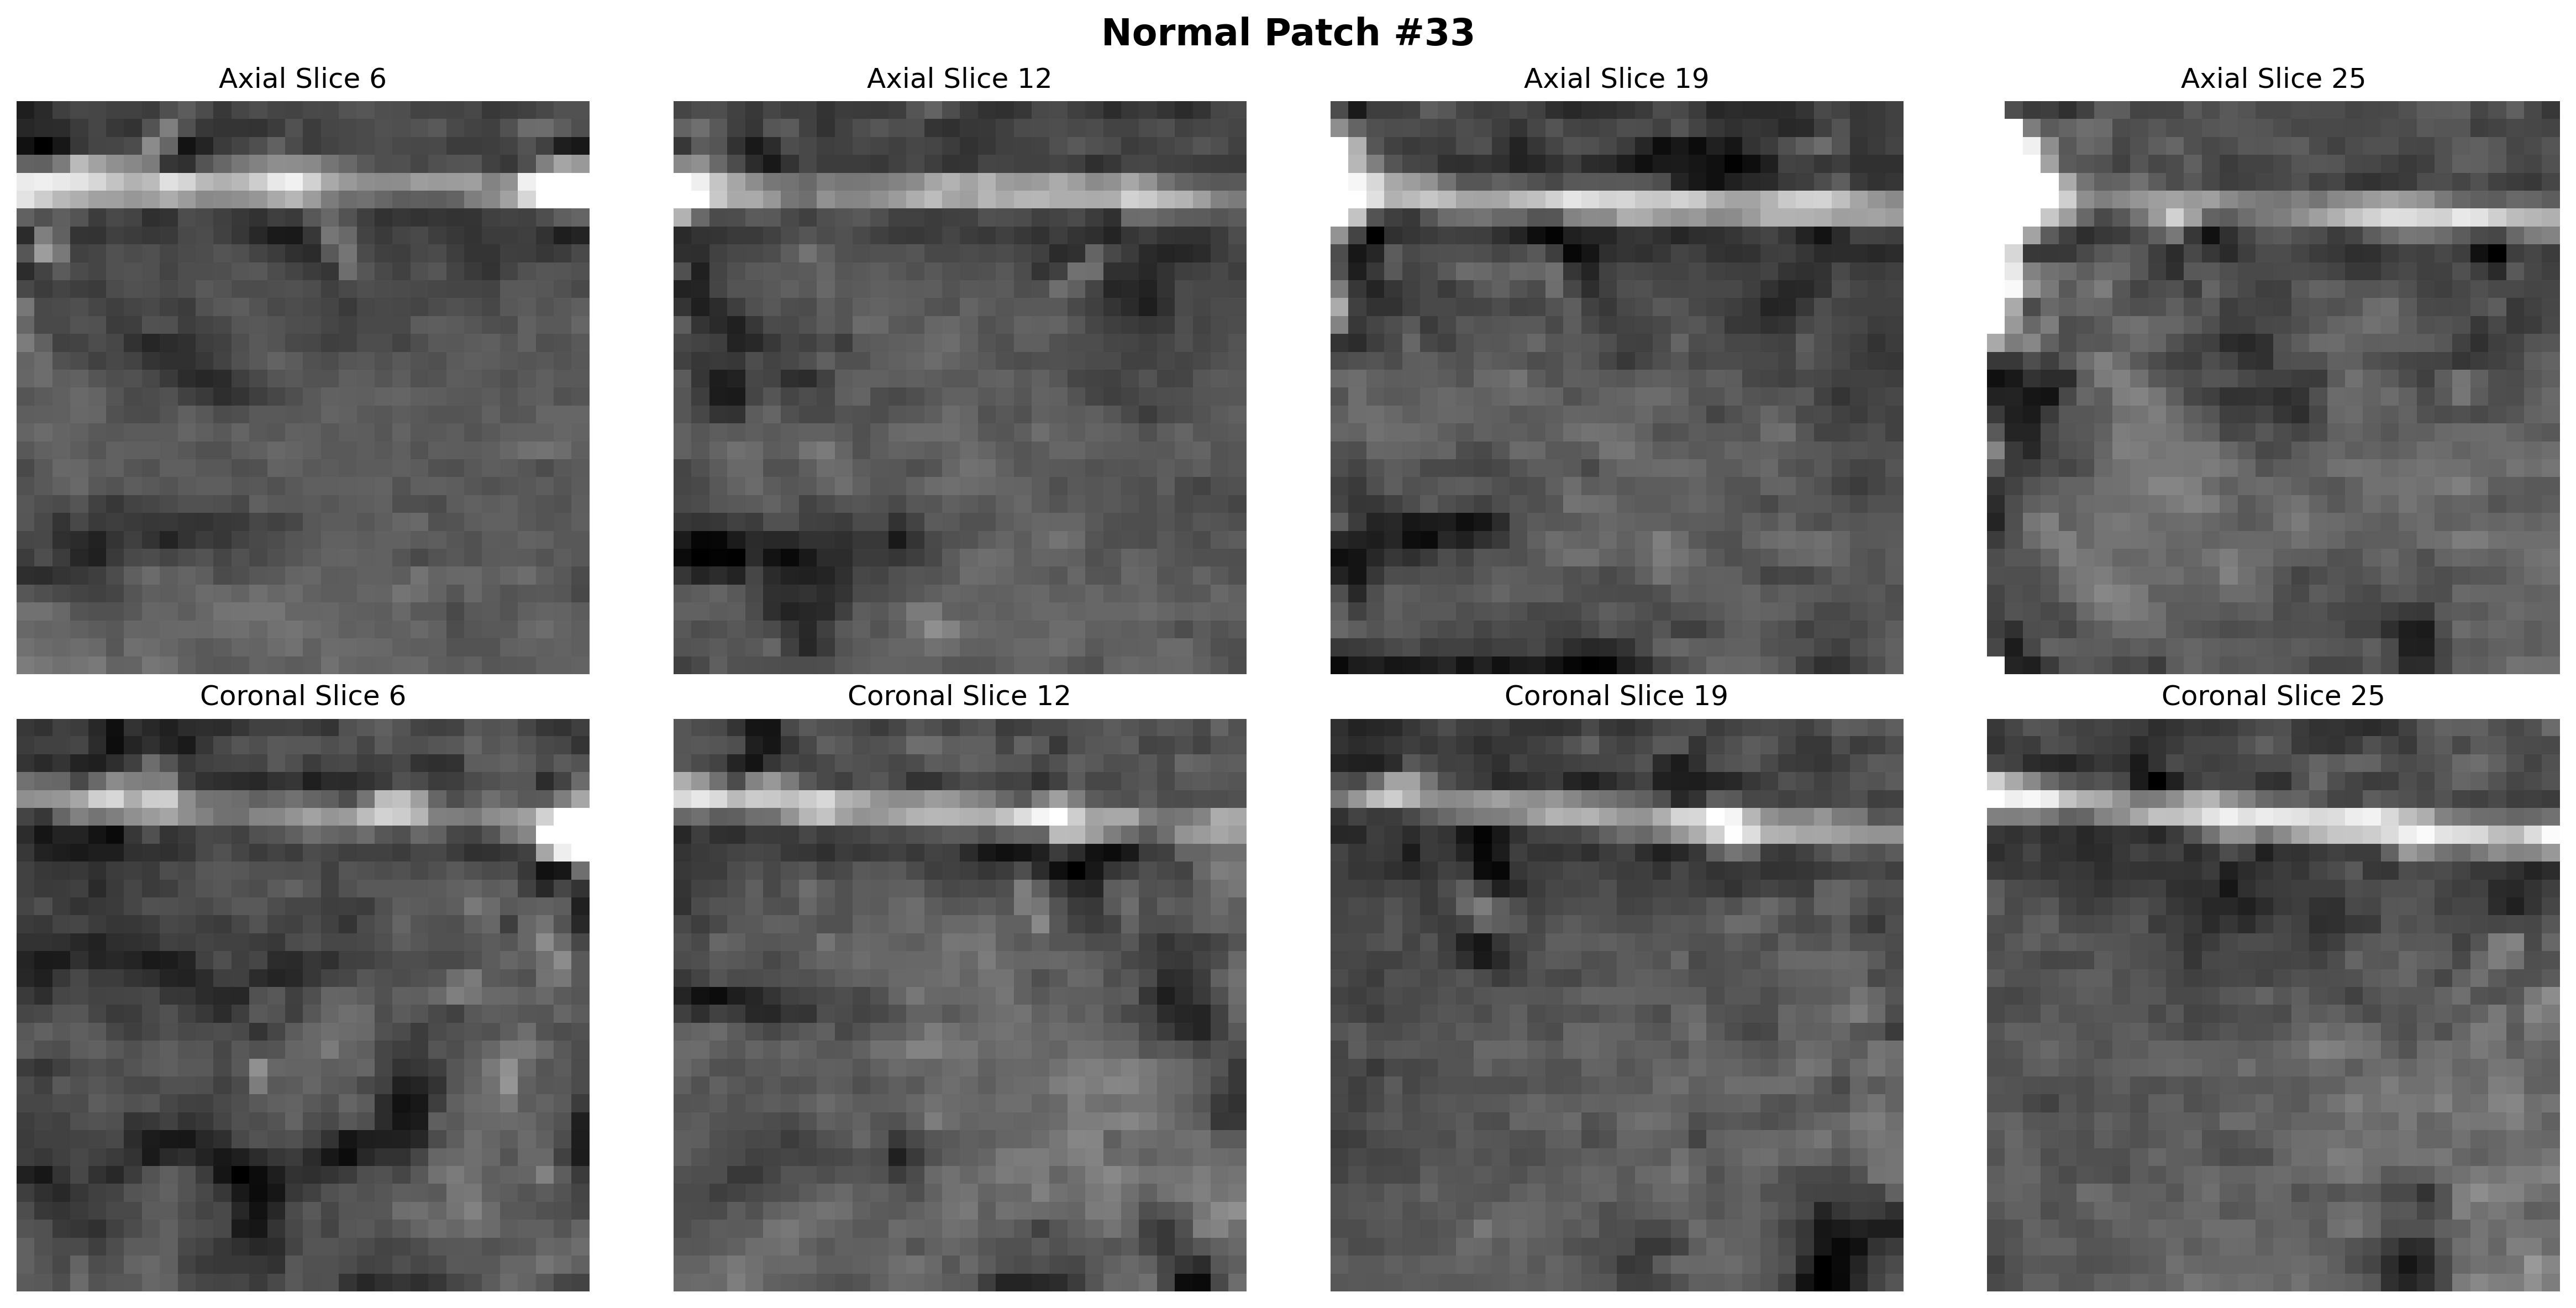 Normal Patch #33
Axial Slice 6
Axial Slice 12
Axial Slice 19
Axial Slice 25
Coronal Slice 6
Coronal Slice 12
Coronal Slice 19
Coronal Slice 25